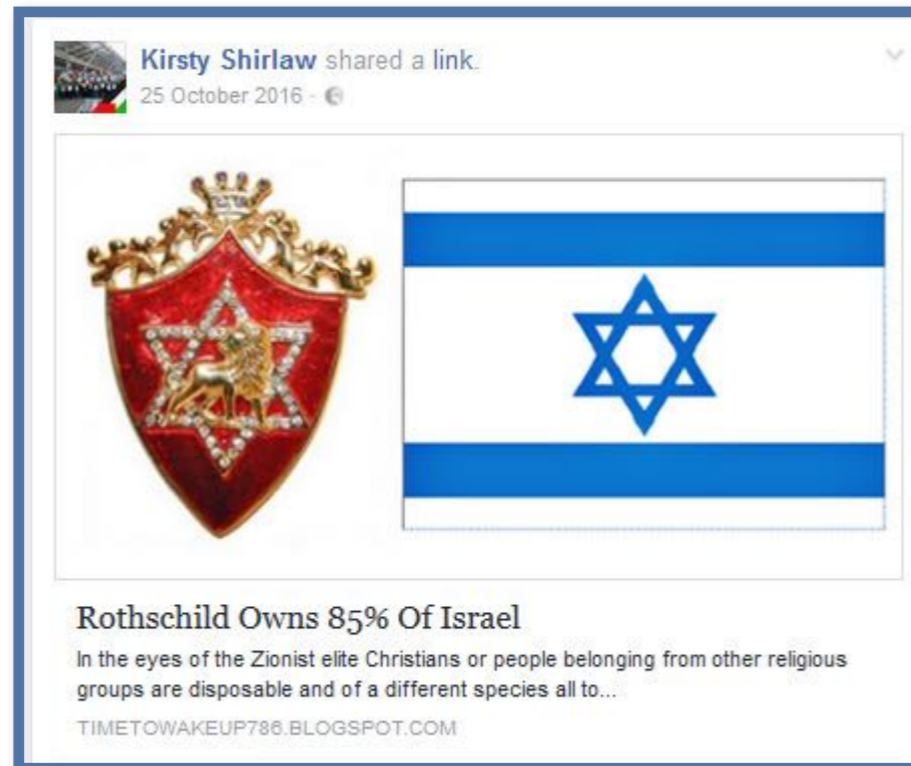 Kirsty Shirlaw shared a link.
25 October 2016 ·
Rothschild Owns 85% Of Israel
In the eyes of the Zionist elite Christians or people belonging from other religious
groups are disposable and of a different species all to...
TIMETOWAKEUP786.BLOGSPOT.COM